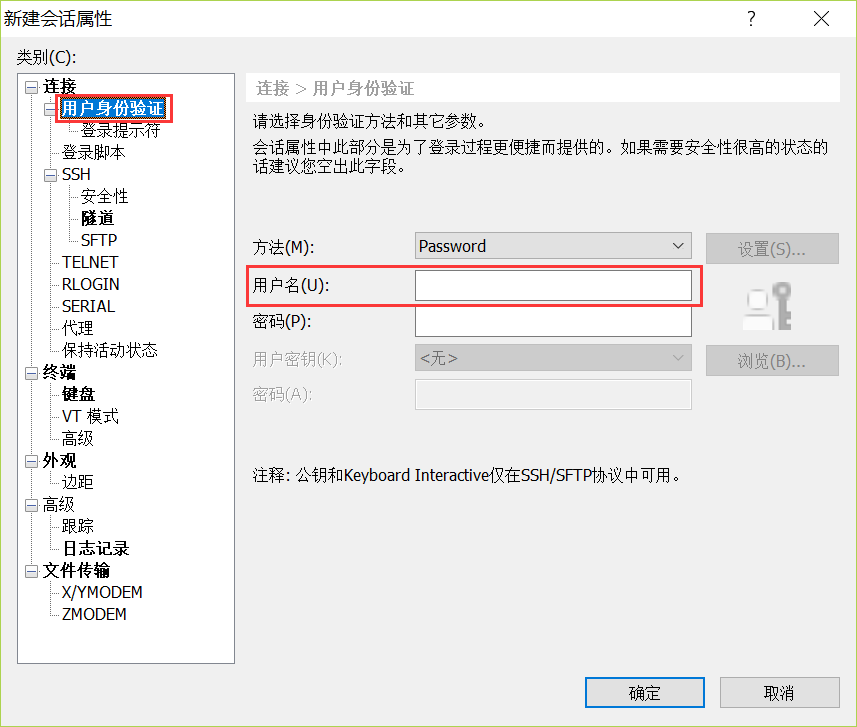 新建会话属性
?
类别(C):
连接
用户身份验证
登录提示符
登录脚本
SSH
安全性
隧道
SFTP
TELNET
RLOGIN
SERIAL
代理
保持活动状态
终端
键盘
VT 模式
高级
外观
边距
高级
跟踪
日志记录
文件传输
X/YMODEM
ZMODEM
连接 > 用户身份验证
请选择身份验证方法和其它参数。
会话属性中此部分是为了登录过程更便捷而提供的。如果需要安全性很高的状态的
话建议您空出此字段。
方法(M):
Password
设置(S)...
用户名(U):
密码(P):
用户密钥(K):
<无>
浏览(B)...
密码(A):
注释: 公钥和Keyboard Interactive仅在SSH/SFTP协议中可用。
确定
取消